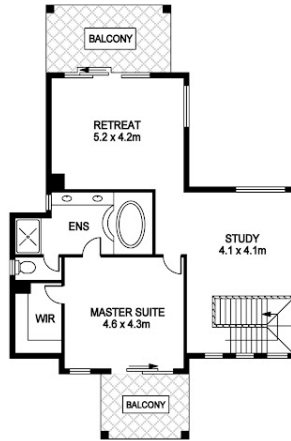 BALCONY
RETREAT
5.2 x 4.2m
ENS
STUDY
4.1 x 4.1m
WIR
MASTER SUITE
4.6 x 4.3m
BALCONY